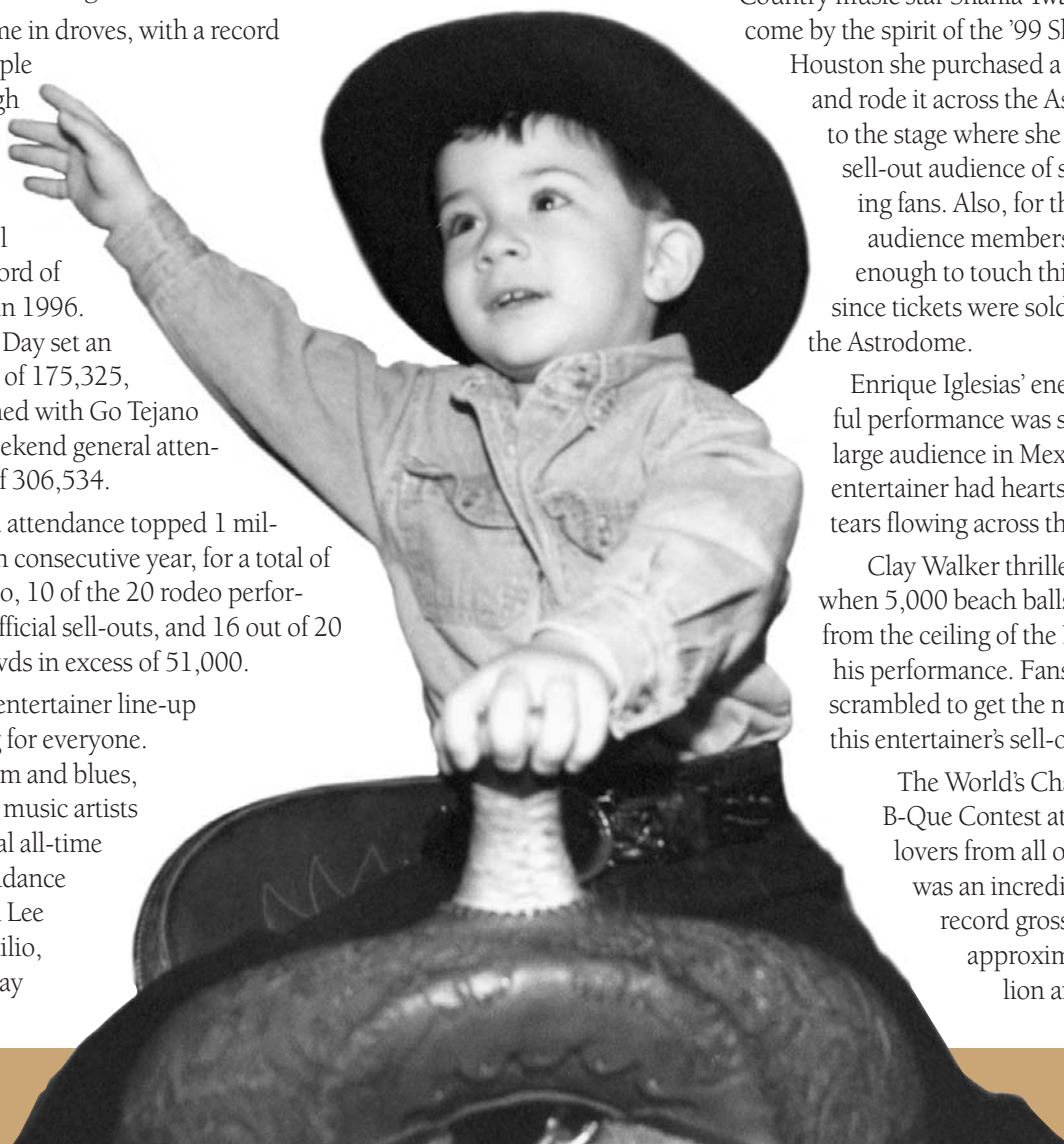 me in droves, with a record
ple
gh
l
ord of
in 1996.
Day set an
of 175,325,
ned with Go Tejano
ekend general atten-
f 306,534.
attendance topped 1 mil-
n consecutive year, for a total of
o, 10 of the 20 rodeo perfor-
fficial sell-outs, and 16 out of 20
wds in excess of 51,000.
entertainer line-up
g for everyone.
m and blues,
music artists
al all-time
ndance
Lee
ilio,
ay
come by the spirit of the ’99 Sh
Houston she purchased a
and rode it across the As
to the stage where she
sell-out audience of s
ing fans. Also, for th
audience members
enough to touch thi
since tickets were sold
the Astrodome.
Enrique Iglesias’ ene
ful performance was s
large audience in Mex
entertainer had hearts
tears flowing across th
Clay Walker thrille
when 5,000 beach balls
from the ceiling of the
his performance. Fans
scrambled to get the m
this entertainer’s sell-o
The World’s Cha
B-Que Contest at
lovers from all o
was an incredi
record gross
approxim
lion a